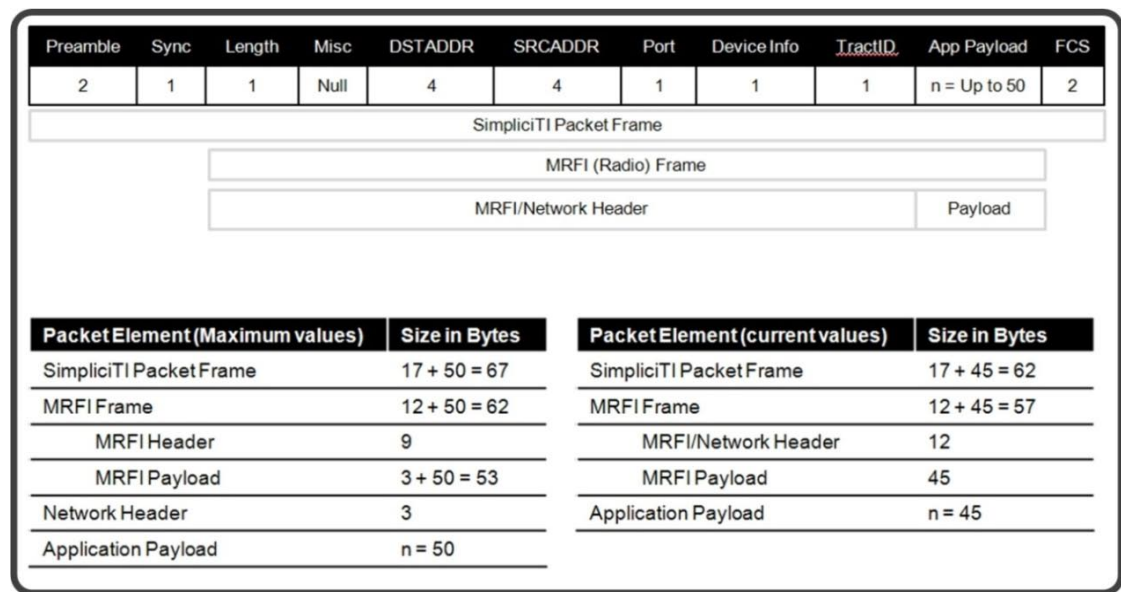 Preamble Sync Length Misc DSTADDR SRCADDR Port Device Info TractID App Payload FCS
2 1 1 Null 4 4 1 1 1 n = Up to 50 2
SimpliciTI Packet Frame
MRFI (Radio) Frame
MRFI/Network Header Payload
Packet Element (Maximum values) Size in Bytes
SimpliciTI Packet Frame 17 + 50 = 67
MRFI Frame 12 + 50 = 62
MRFI Header 9
MRFI Payload 3 + 50 = 53
Network Header 3
Application Payload n = 50
Packet Element (current values) Size in Bytes
SimpliciTI Packet Frame 17 + 45 = 62
MRFI Frame 12 + 45 = 57
MRFI/Network Header 12
MRFI Payload 45
Application Payload n = 45